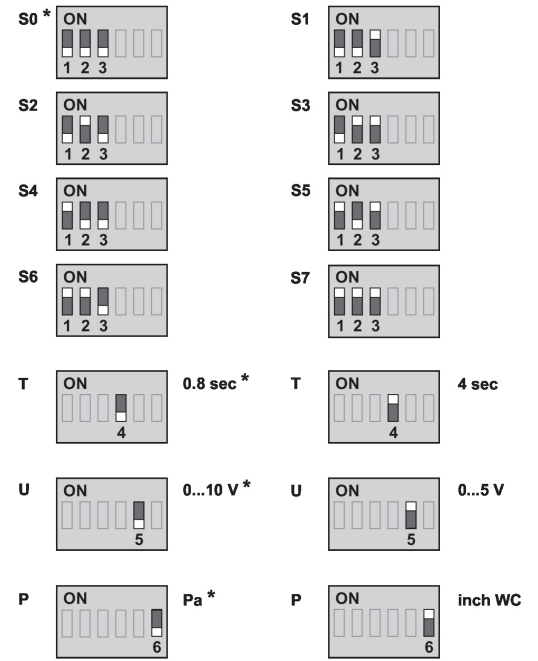 S0 * ON 1 2 3
S1 ON 1 2 3
S2 ON 1 2 3
S3 ON 1 2 3
S4 ON 1 2 3
S5 ON 1 2 3
S6 ON 1 2 3
S7 ON 1 2 3
T ON 4 0.8 sec *
T ON 4 4 sec
U ON 5 0...10 V *
U ON 5 0...5 V
P ON 6 Pa *
P ON 6 inch WC